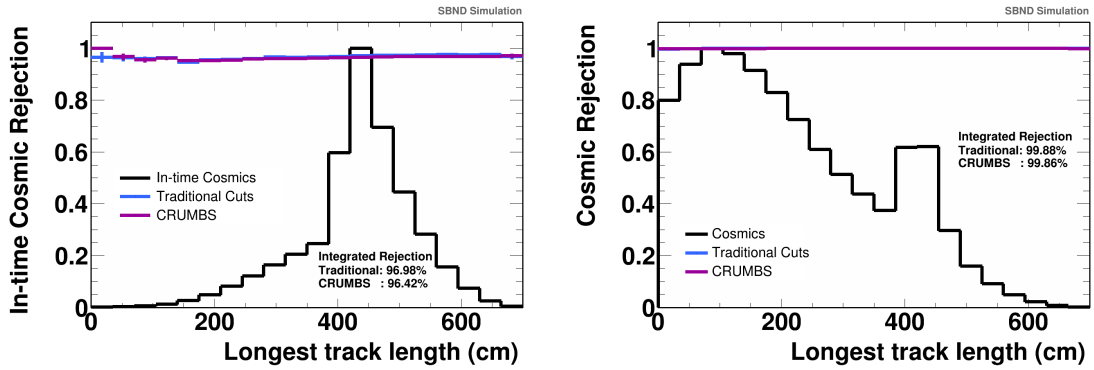 SBND Simulation
In-time Cosmic Rejection
1
0.8
0.6
0.4
0.2
0
In-time Cosmics
Traditional Cuts
CRUMBS
Integrated Rejection
Traditional: 96.98%
CRUMBS : 96.42%
0 200 400 600
Longest track length (cm)
SBND Simulation
Cosmic Rejection
1
0.8
0.6
0.4
0.2
0
Integrated Rejection
Traditional: 99.88%
CRUMBS : 99.86%
Cosmics
Traditional Cuts
CRUMBS
0 200 400 600
Longest track length (cm)